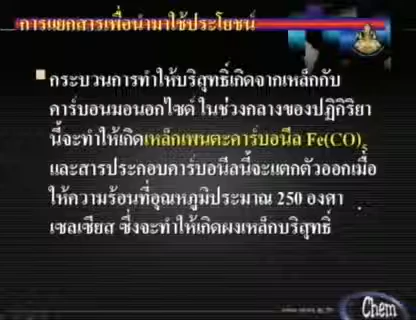 การแยกสารเพื่อนำมาใช้ประโยชน์
กระบวนการทำให้บริสุทธิ์เกิดจากเหล็กกับ
คาร์บอนมอนอกไซด์ ในช่วงกลางของปฏิกิริยา
นี้จะทำให้เกิดเหล็กเพนตะคาร์บอนีล Fe(CO)5
และสารประกอบคาร์บอนีลนี้จะแตกตัวออกเมื่อ
ให้ความร้อนที่อุณหภูมิประมาณ 250 องศา
เซลเซียส ซึ่งจะทำให้เกิดผงเหล็กบริสุทธิ์
Chem